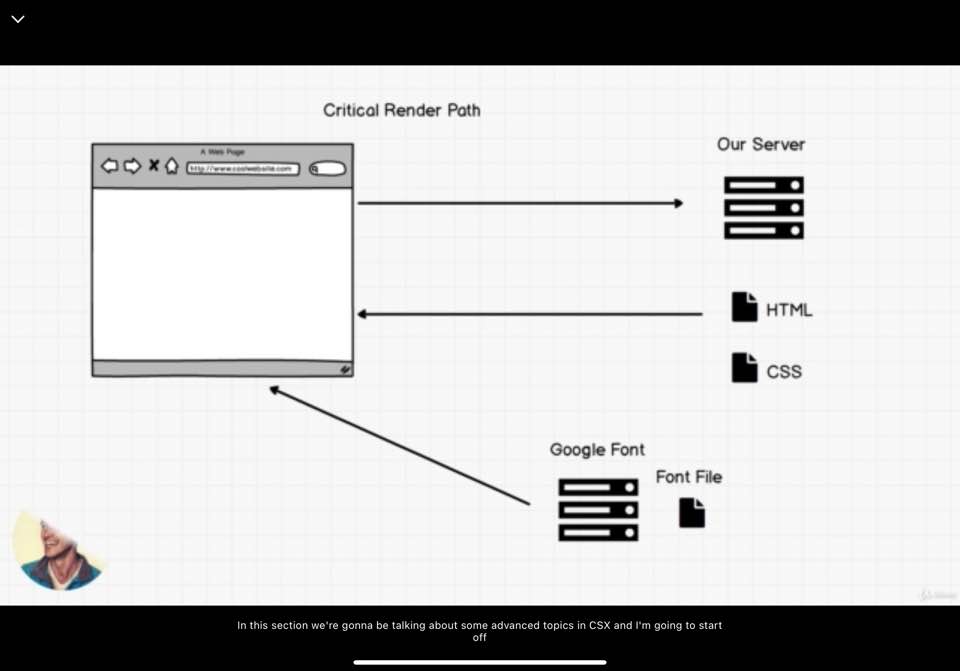 Critical Render Path
Our Server
A Web Page
http://www.coolwebsite.com
HTML
CSS
Google Font
Font File
In this section we're gonna be talking about some advanced topics in CSX and I'm going to start
off